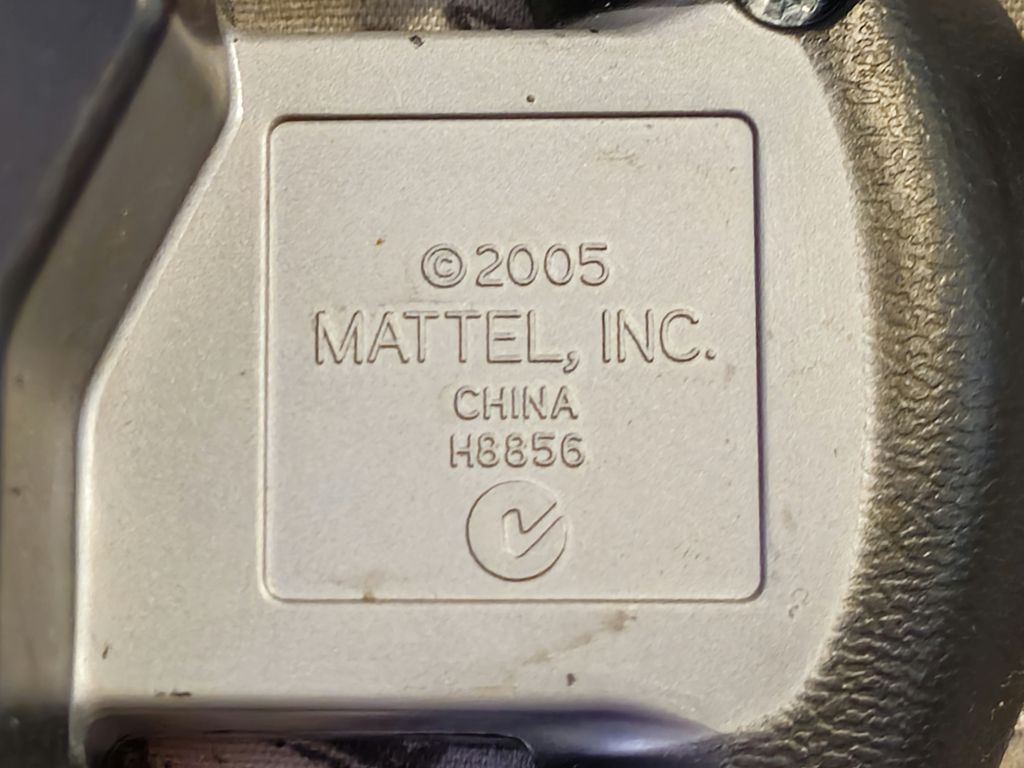 ©2005
MATTEL, INC.
CHINA
H8856